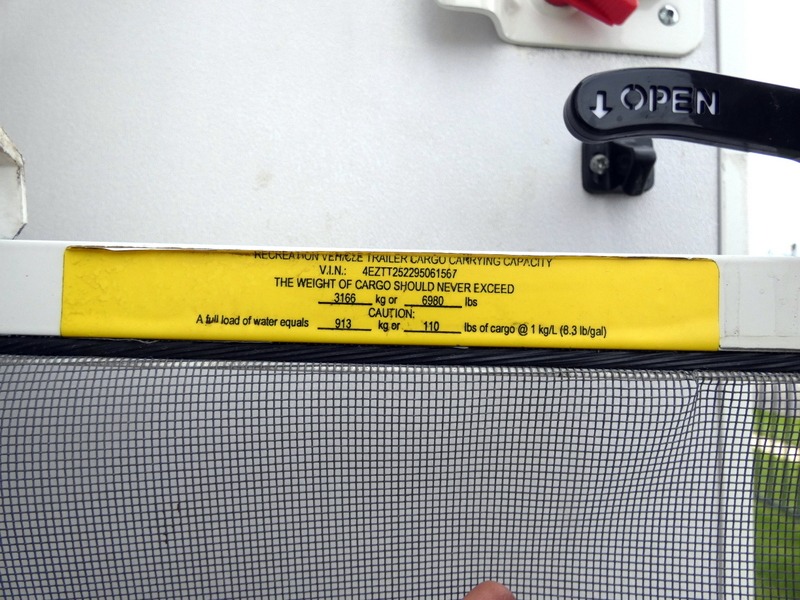 OPEN
RECREATION VEHICLE TRAILER CARGO CARRYING CAPACITY
V.I.N.: 4EZTT252295061567
THE WEIGHT OF CARGO SHOULD NEVER EXCEED
3166 kg or 6980 lbs
CAUTION:
A full load of water equals 913 kg or 110 lbs of cargo @ 1 kg/L (8.3 lb/gal)